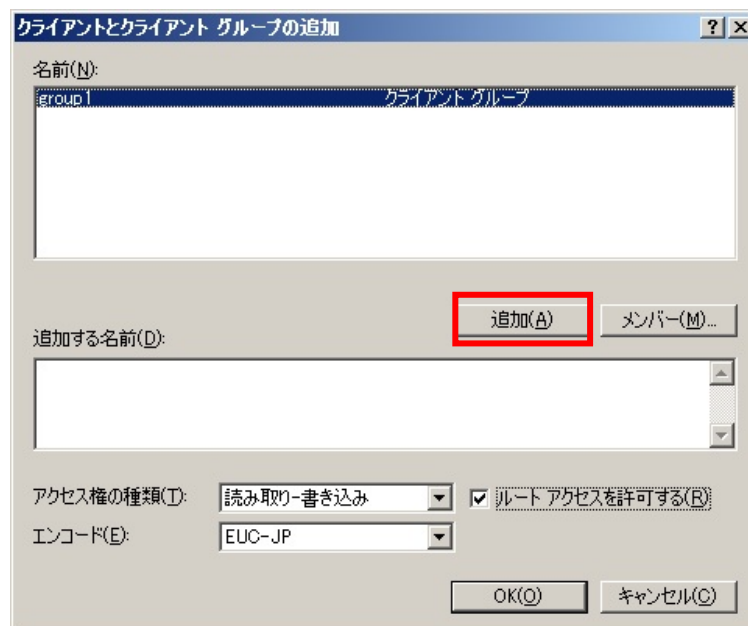 クライアントとクライアント グループの追加
名前(N):
group1 クライアント グループ
追加(A) メンバー(M)...
追加する名前(D):
アクセス権の種類(T): 読み取り-書き込み ルート アクセスを許可する(R)
エンコード(E): EUC-JP
OK(O) キャンセル(C)